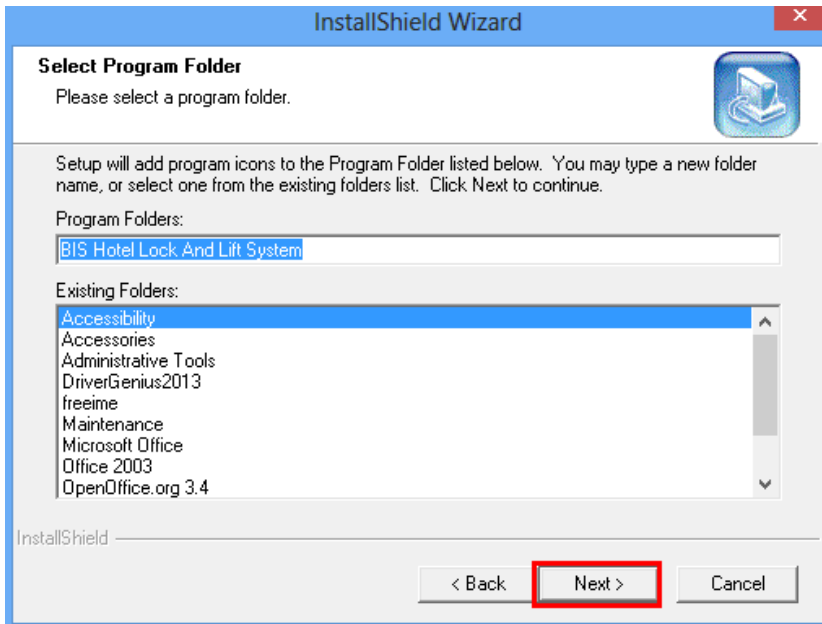 InstallShield Wizard
Select Program Folder
Please select a program folder.
Setup will add program icons to the Program Folder listed below. You may type a new folder
name, or select one from the existing folders list. Click Next to continue.
Program Folders:
BIS Hotel Lock And Lift System
Existing Folders:
Accessibility
Accessories
Administrative Tools
DriverGenius2013
freeime
Maintenance
Microsoft Office
Office 2003
OpenOffice.org 3.4
InstallShield
< Back Next > Cancel